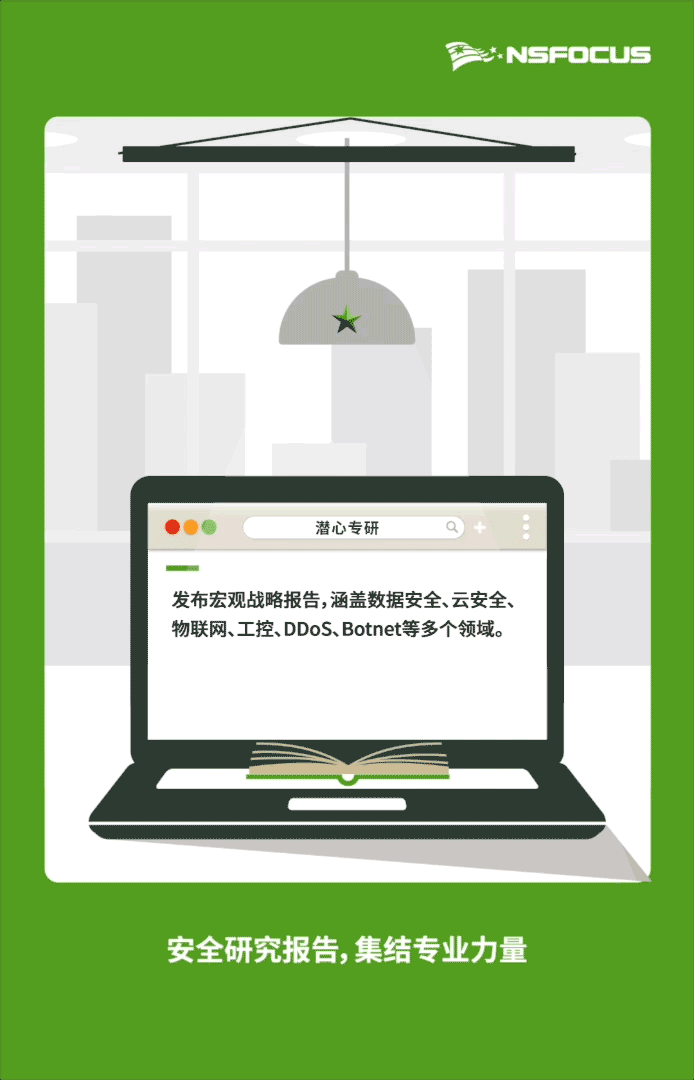 NSFOCUS
潜心专研
发布宏观战略报告，涵盖数据安全、云安全、
物联网、工控、DDoS、Botnet等多个领域。
安全研究报告，集结专业力量